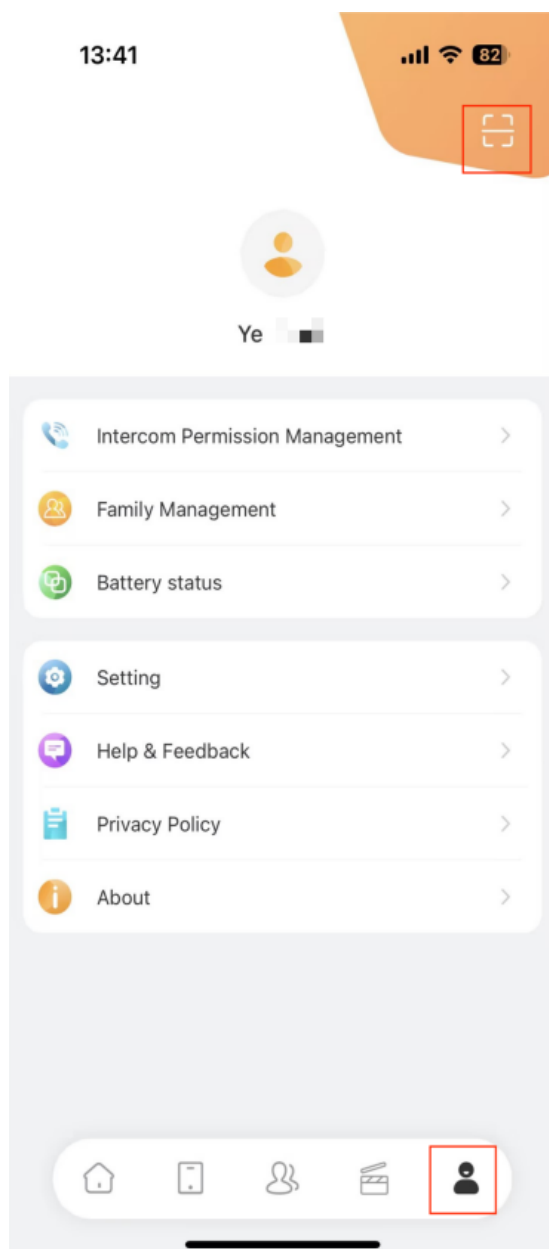 13:41
82
Ye
Intercom Permission Management
Family Management
Battery status
Setting
Help & Feedback
Privacy Policy
About